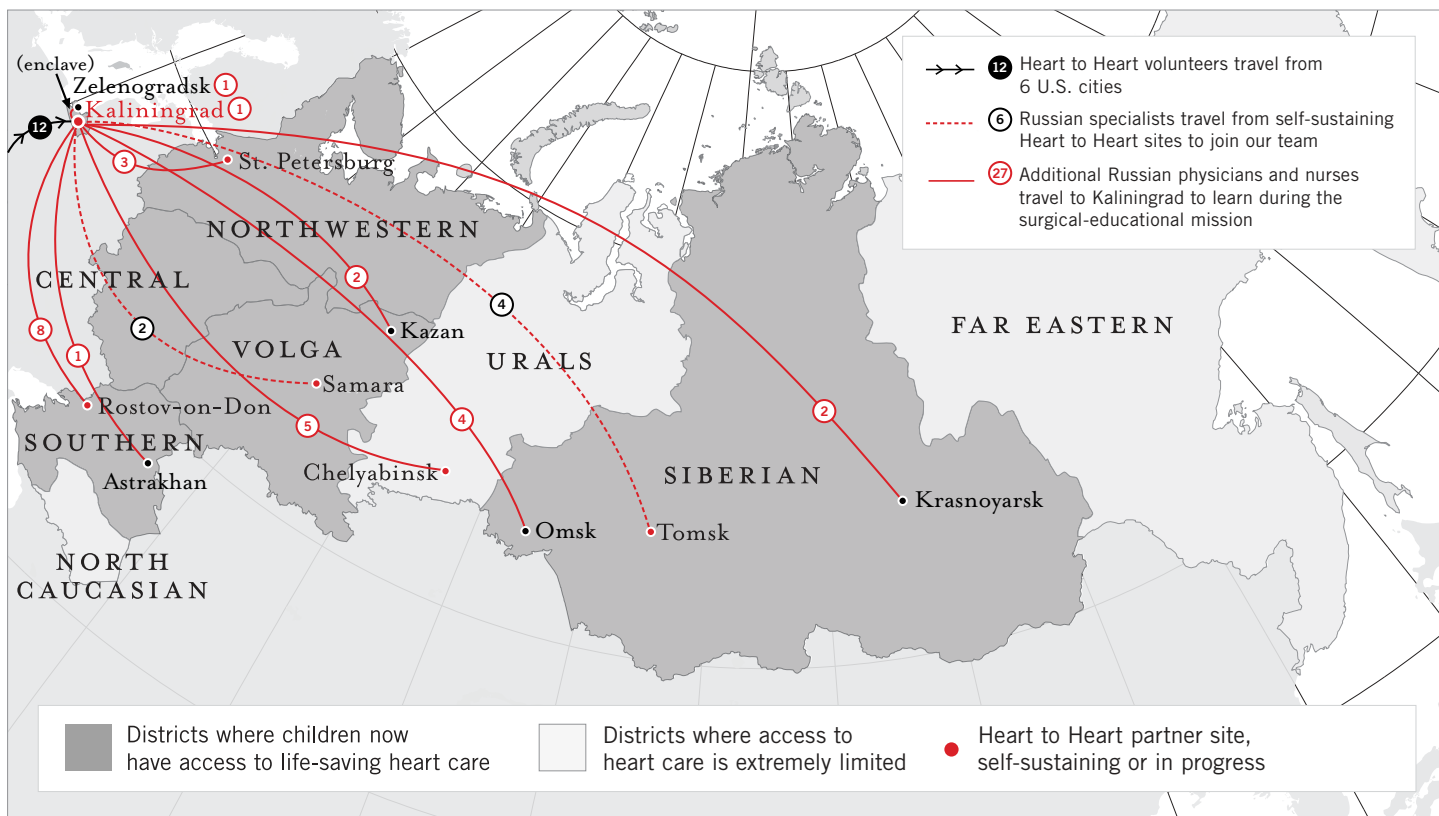 (enclave)
Zelenogradsk 1
Kaliningrad 1
12
3
St. Petersburg
NORTHWESTERN
CENTRAL
2
4
8
2
Kazan
1
VOLGA
URALS
FAR EASTERN
Samara
Rostov-on-Don
5
4
2
SOUTHERN
Chelyabinsk
SIBERIAN
Astrakhan
Krasnoyarsk
Omsk
Tomsk
NORTH
CAUCASIAN
12 Heart to Heart volunteers travel from
6 U.S. cities
6 Russian specialists travel from self-sustaining
Heart to Heart sites to join our team
27 Additional Russian physicians and nurses
travel to Kaliningrad to learn during the
surgical-educational mission
Districts where children now
have access to life-saving heart care
Districts where access to
heart care is extremely limited
Heart to Heart partner site,
self-sustaining or in progress